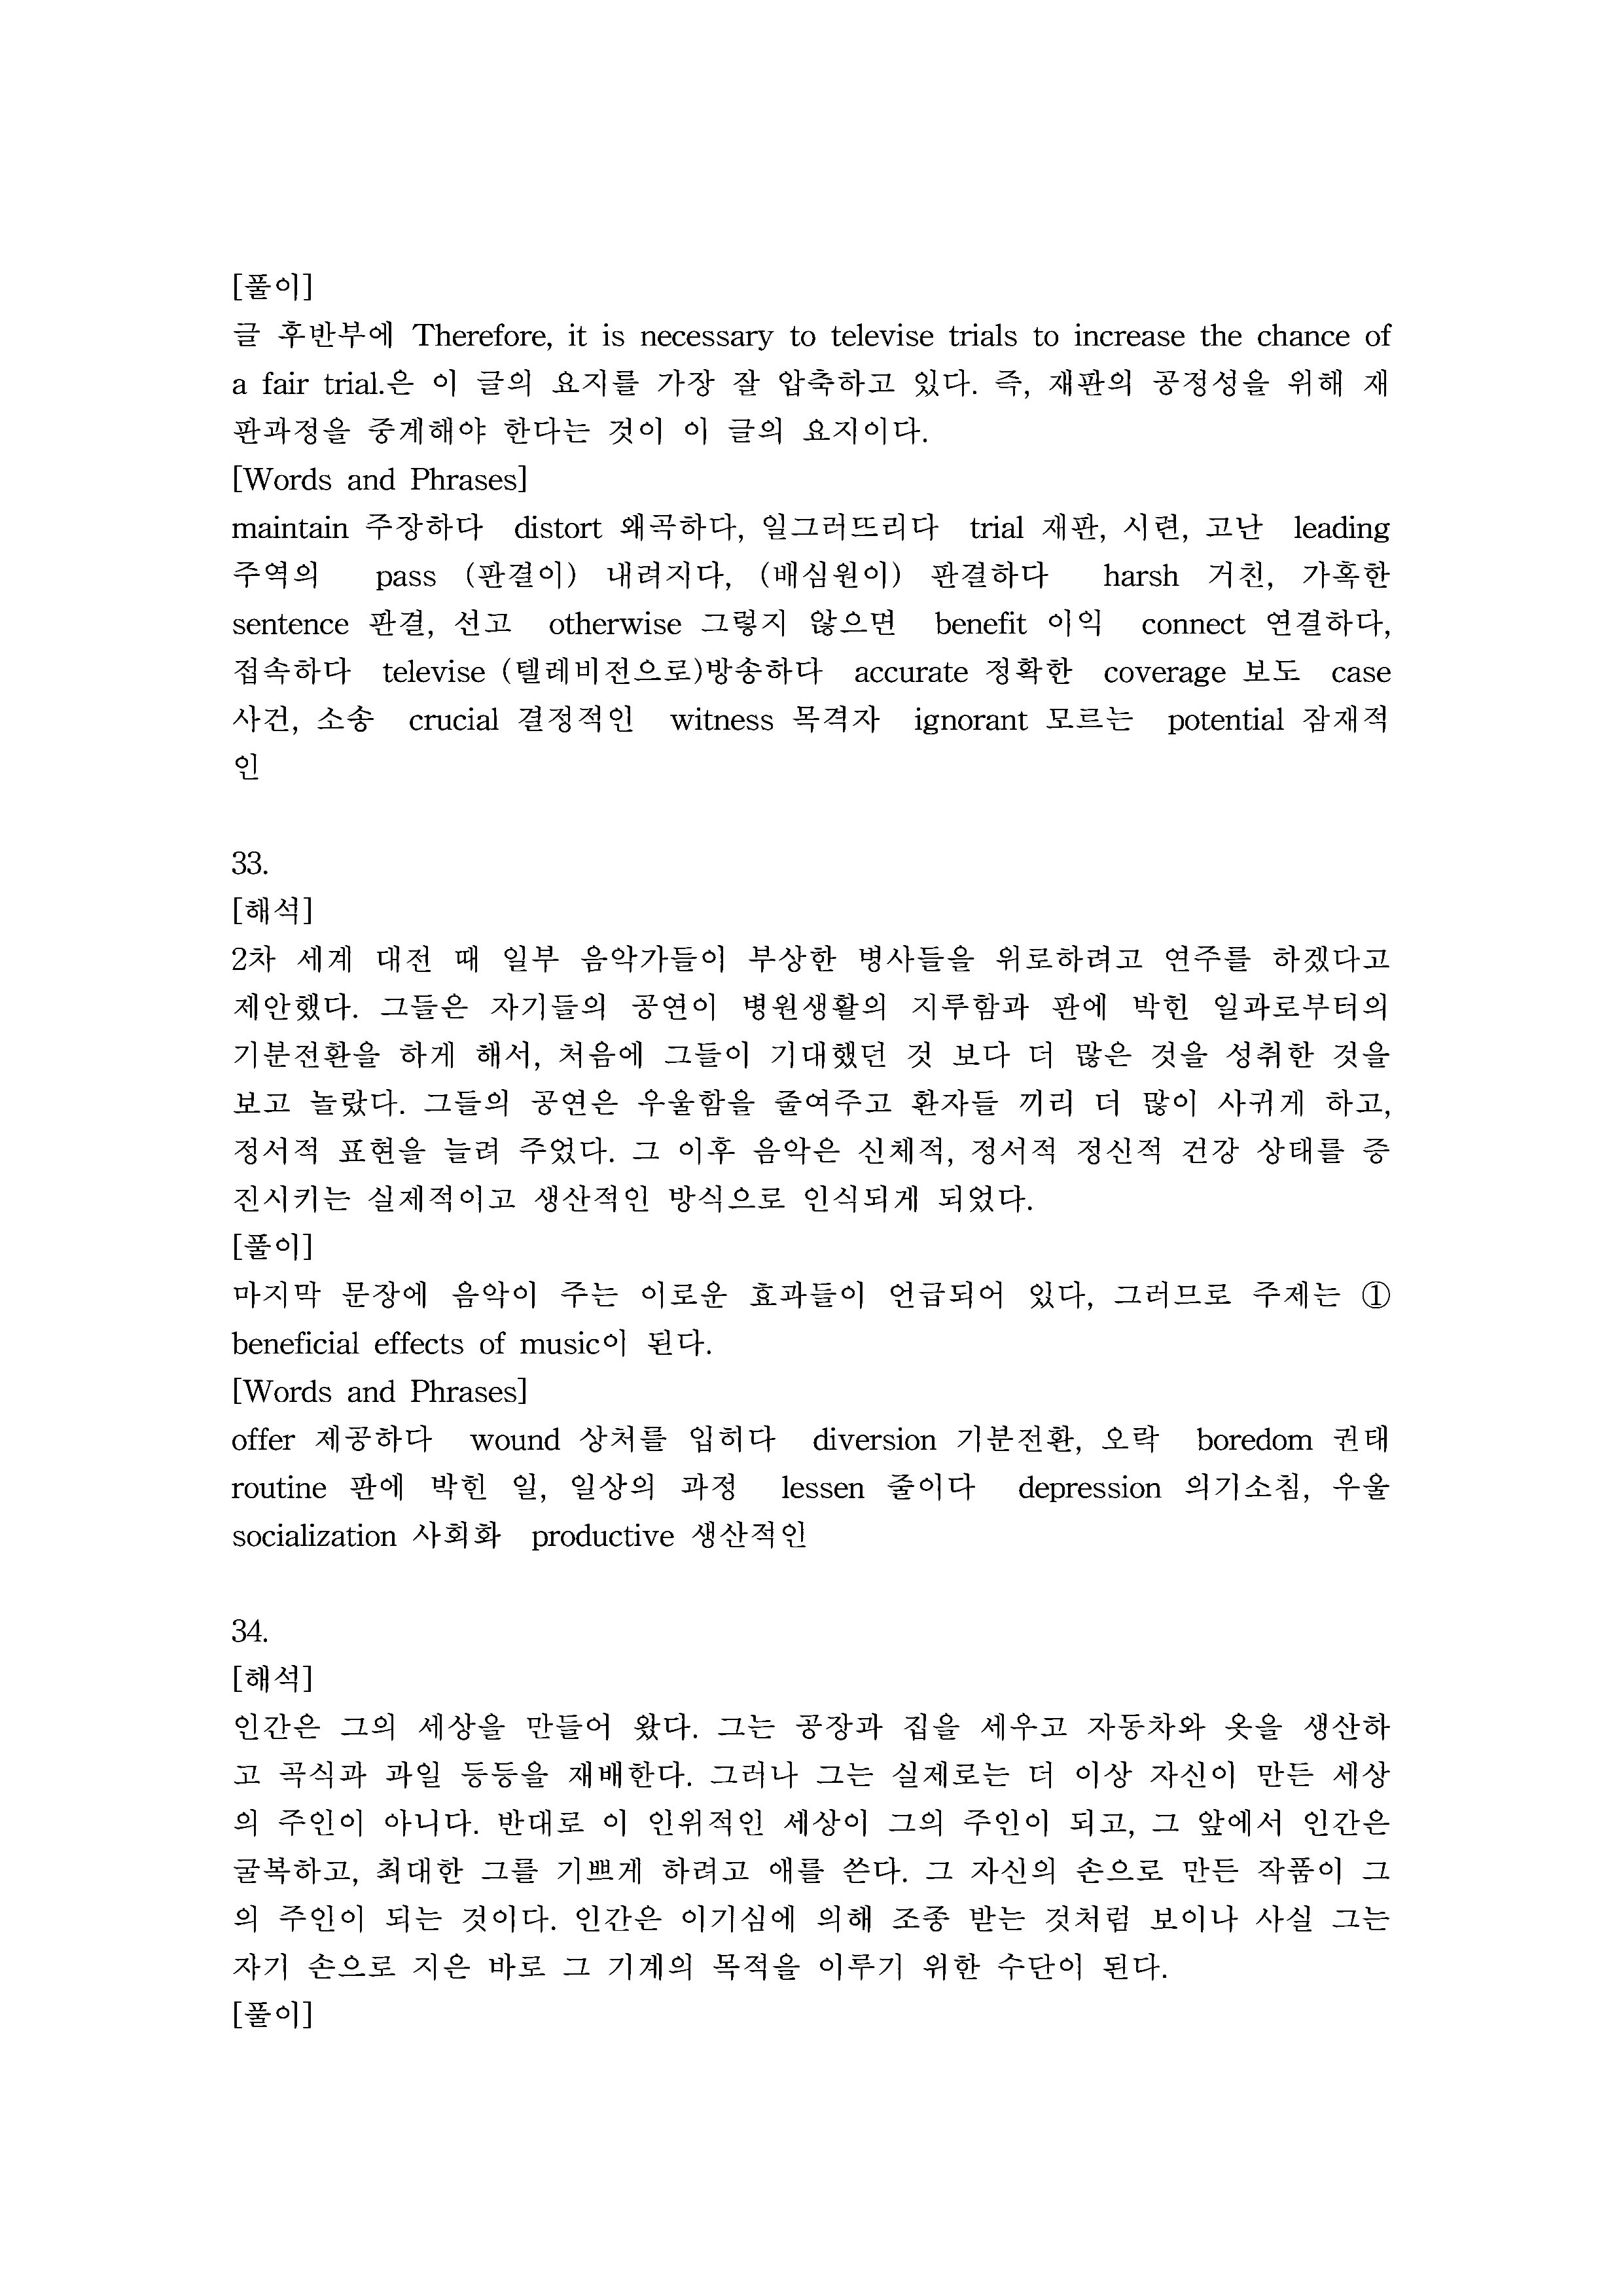 [풀이]
글 후반부에 Therefore, it is necessary to televise trials to increase the chance of
a fair trial.은 이 글의 요지를 가장 잘 압축하고 있다. 즉, 재판의 공정성을 위해 재
판과정을 중계해야 한다는 것이 이 글의 요지이다.
[Words and Phrases]
maintain 주장하다 distort 왜곡하다, 일그러뜨리다 trial 재판, 시련, 고난 leading
주역의 pass (판결이) 내려지다, (배심원이) 판결하다 harsh 거친, 가혹한
sentence 판결, 선고 otherwise 그렇지 않으면 benefit 이익 connect 연결하다,
접속하다 televise (텔레비전으로)방송하다 accurate 정확한 coverage 보도 case
사건, 소송 crucial 결정적인 witness 목격자 ignorant 모르는 potential 잠재적
인
33.
[해석]
2차 세계 대전 때 일부 음악가들이 부상한 병사들을 위로하려고 연주를 하겠다고
제안했다. 그들은 자기들의 공연이 병원생활의 지루함과 판에 박힌 일과로부터의
기분전환을 하게 해서, 처음에 그들이 기대했던 것 보다 더 많은 것을 성취한 것을
보고 놀랐다. 그들의 공연은 우울함을 줄여주고 환자들 끼리 더 많이 사귀게 하고,
정서적 표현을 늘려 주었다. 그 이후 음악은 신체적, 정서적 정신적 건강 상태를 증
진시키는 실제적이고 생산적인 방식으로 인식되게 되었다.
[풀이]
마지막 문장에 음악이 주는 이로운 효과들이 언급되어 있다, 그러므로 주제는 ①
beneficial effects of music이 된다.
[Words and Phrases]
offer 제공하다 wound 상처를 입히다 diversion 기분전환, 오락 boredom 권태
routine 판에 박힌 일, 일상의 과정 lessen 줄이다 depression 의기소침, 우울
socialization 사회화 productive 생산적인
34.
[해석]
인간은 그의 세상을 만들어 왔다. 그는 공장과 집을 세우고 자동차와 옷을 생산하
고 곡식과 과일 등등을 재배한다. 그러나 그는 실재로는 더 이상 자신이 만든 세상
의 주인이 아니다. 반대로 이 인위적인 세상이 그의 주인이 되고, 그 앞에서 인간은
굴복하고, 최대한 그를 기쁘게 하려고 애를 쓴다. 그 자신의 손으로 만든 작품이 그
의 주인이 되는 것이다. 인간은 이기심에 의해 조종 받는 것처럼 보이나 사실 그는
자기 손으로 지은 바로 그 기계의 목적을 이루기 위한 수단이 된다.
[풀이]